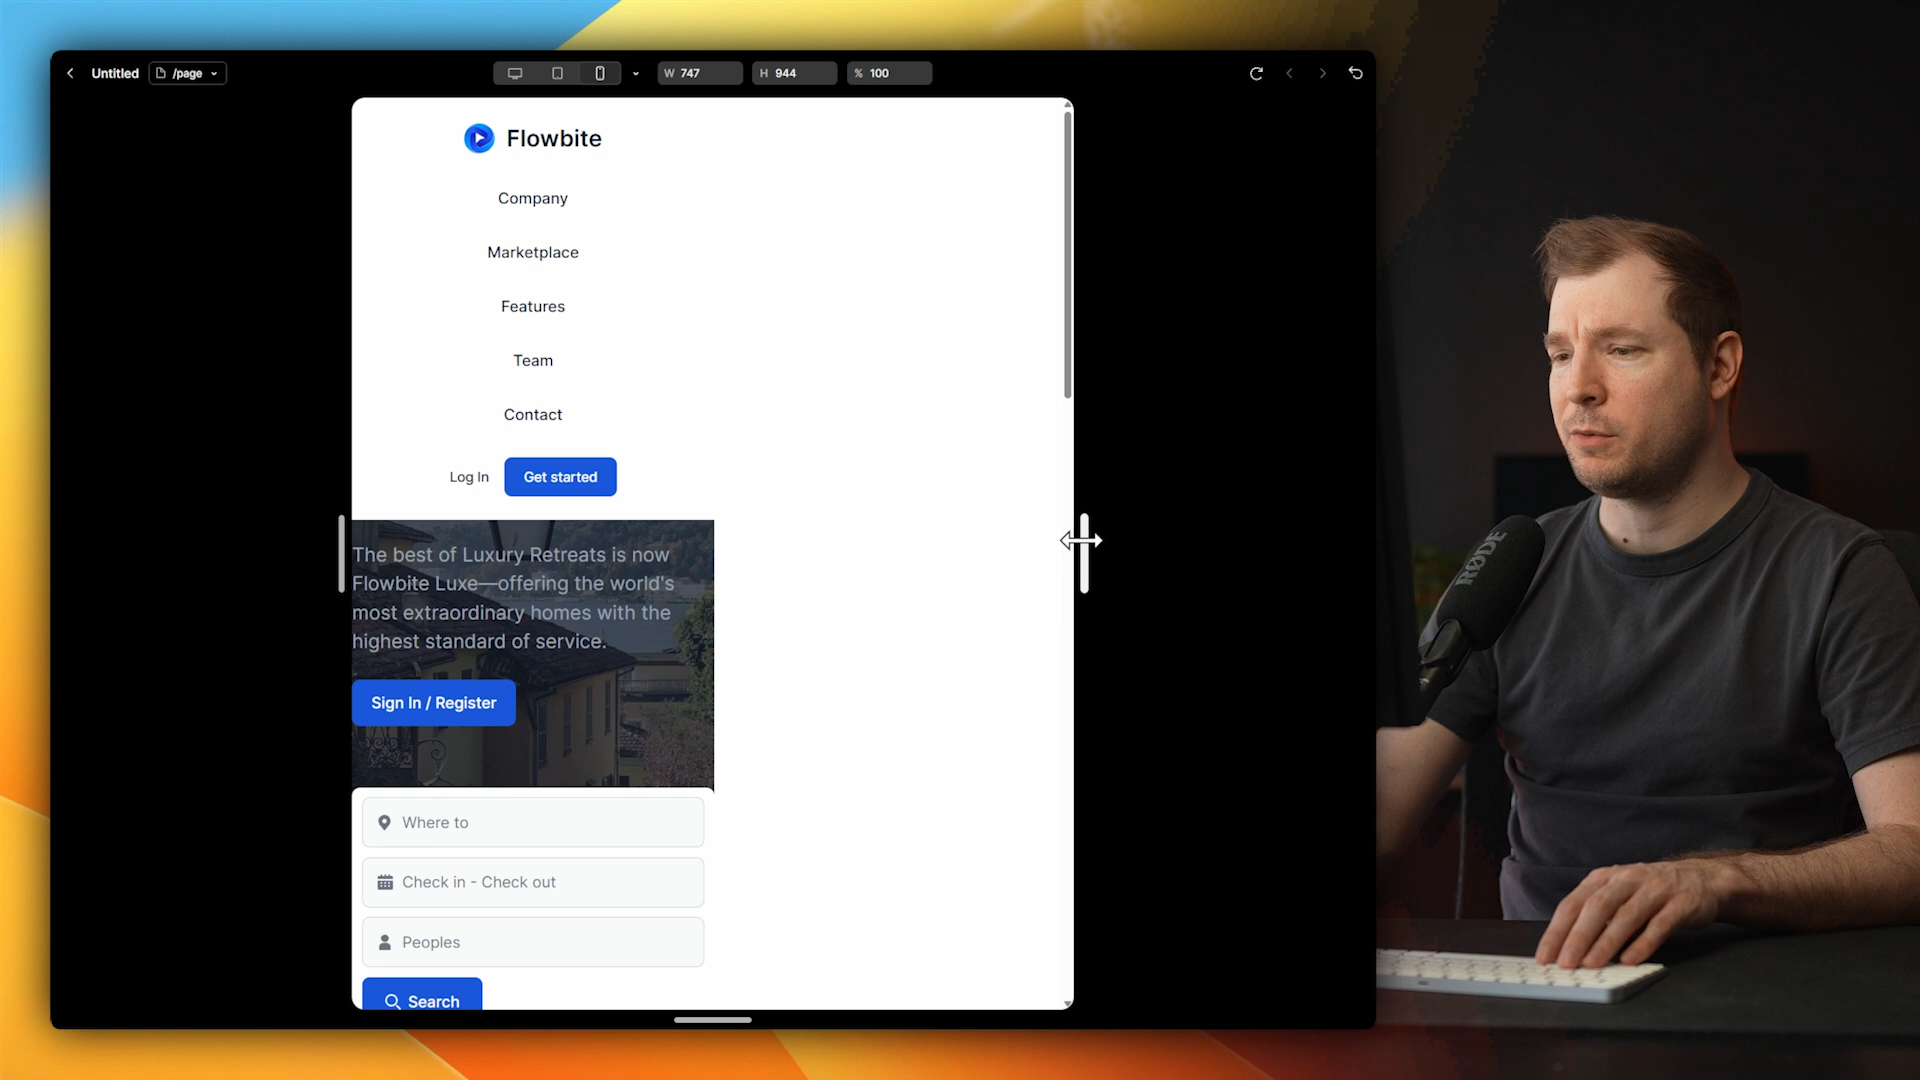 Untitled /page W 747 H 944 % 100
Flowbite
Company
Marketplace
Features
Team
Contact
Log In Get started
The best of Luxury Retreats is now
Flowbite Luxe—offering the world's
most extraordinary homes with the
highest standard of service.
Sign In / Register
Where to
Check in - Check out
Peoples
Search
RØDE